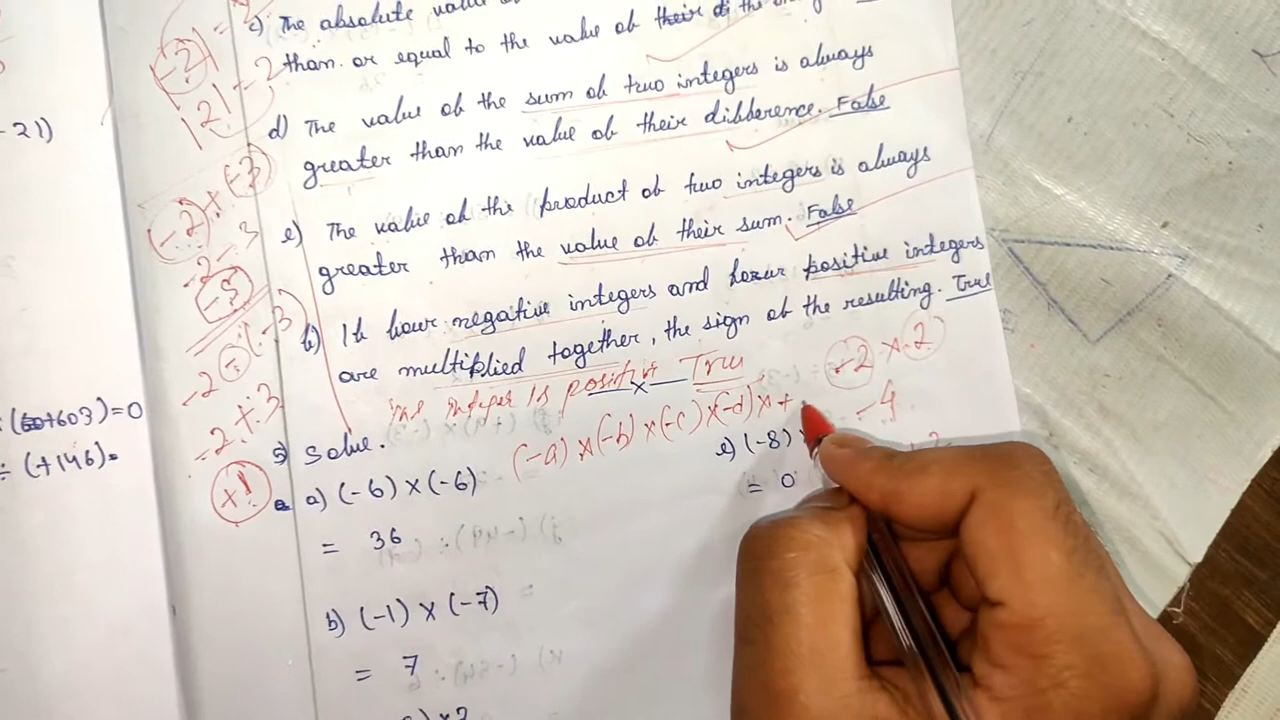 c) The absolute value
than or equal to the value of their
d) The value of the sum of two integers is always
greater than the value of their difference. False
e) The value of the product of two integers is always
greater than the value of their sum. False
f) If four negative integers and four positive integers
are multiplied together, the sign of the resulting. True
integer is positive True
(-a) × (-b) × (-c) × (-d) × +
5) Solve.
a) (-6) × (-6)
= 36
b) (-1) × (-7)
= 7
e) (-8)
= 0
-2 × 2
-4
|-2|
|2| = 2
-2 × -3
-2 -3
-5
-2 - (-3)
-2 + 3
+1
- 21)
(60+603) = 0
÷ (+146) =